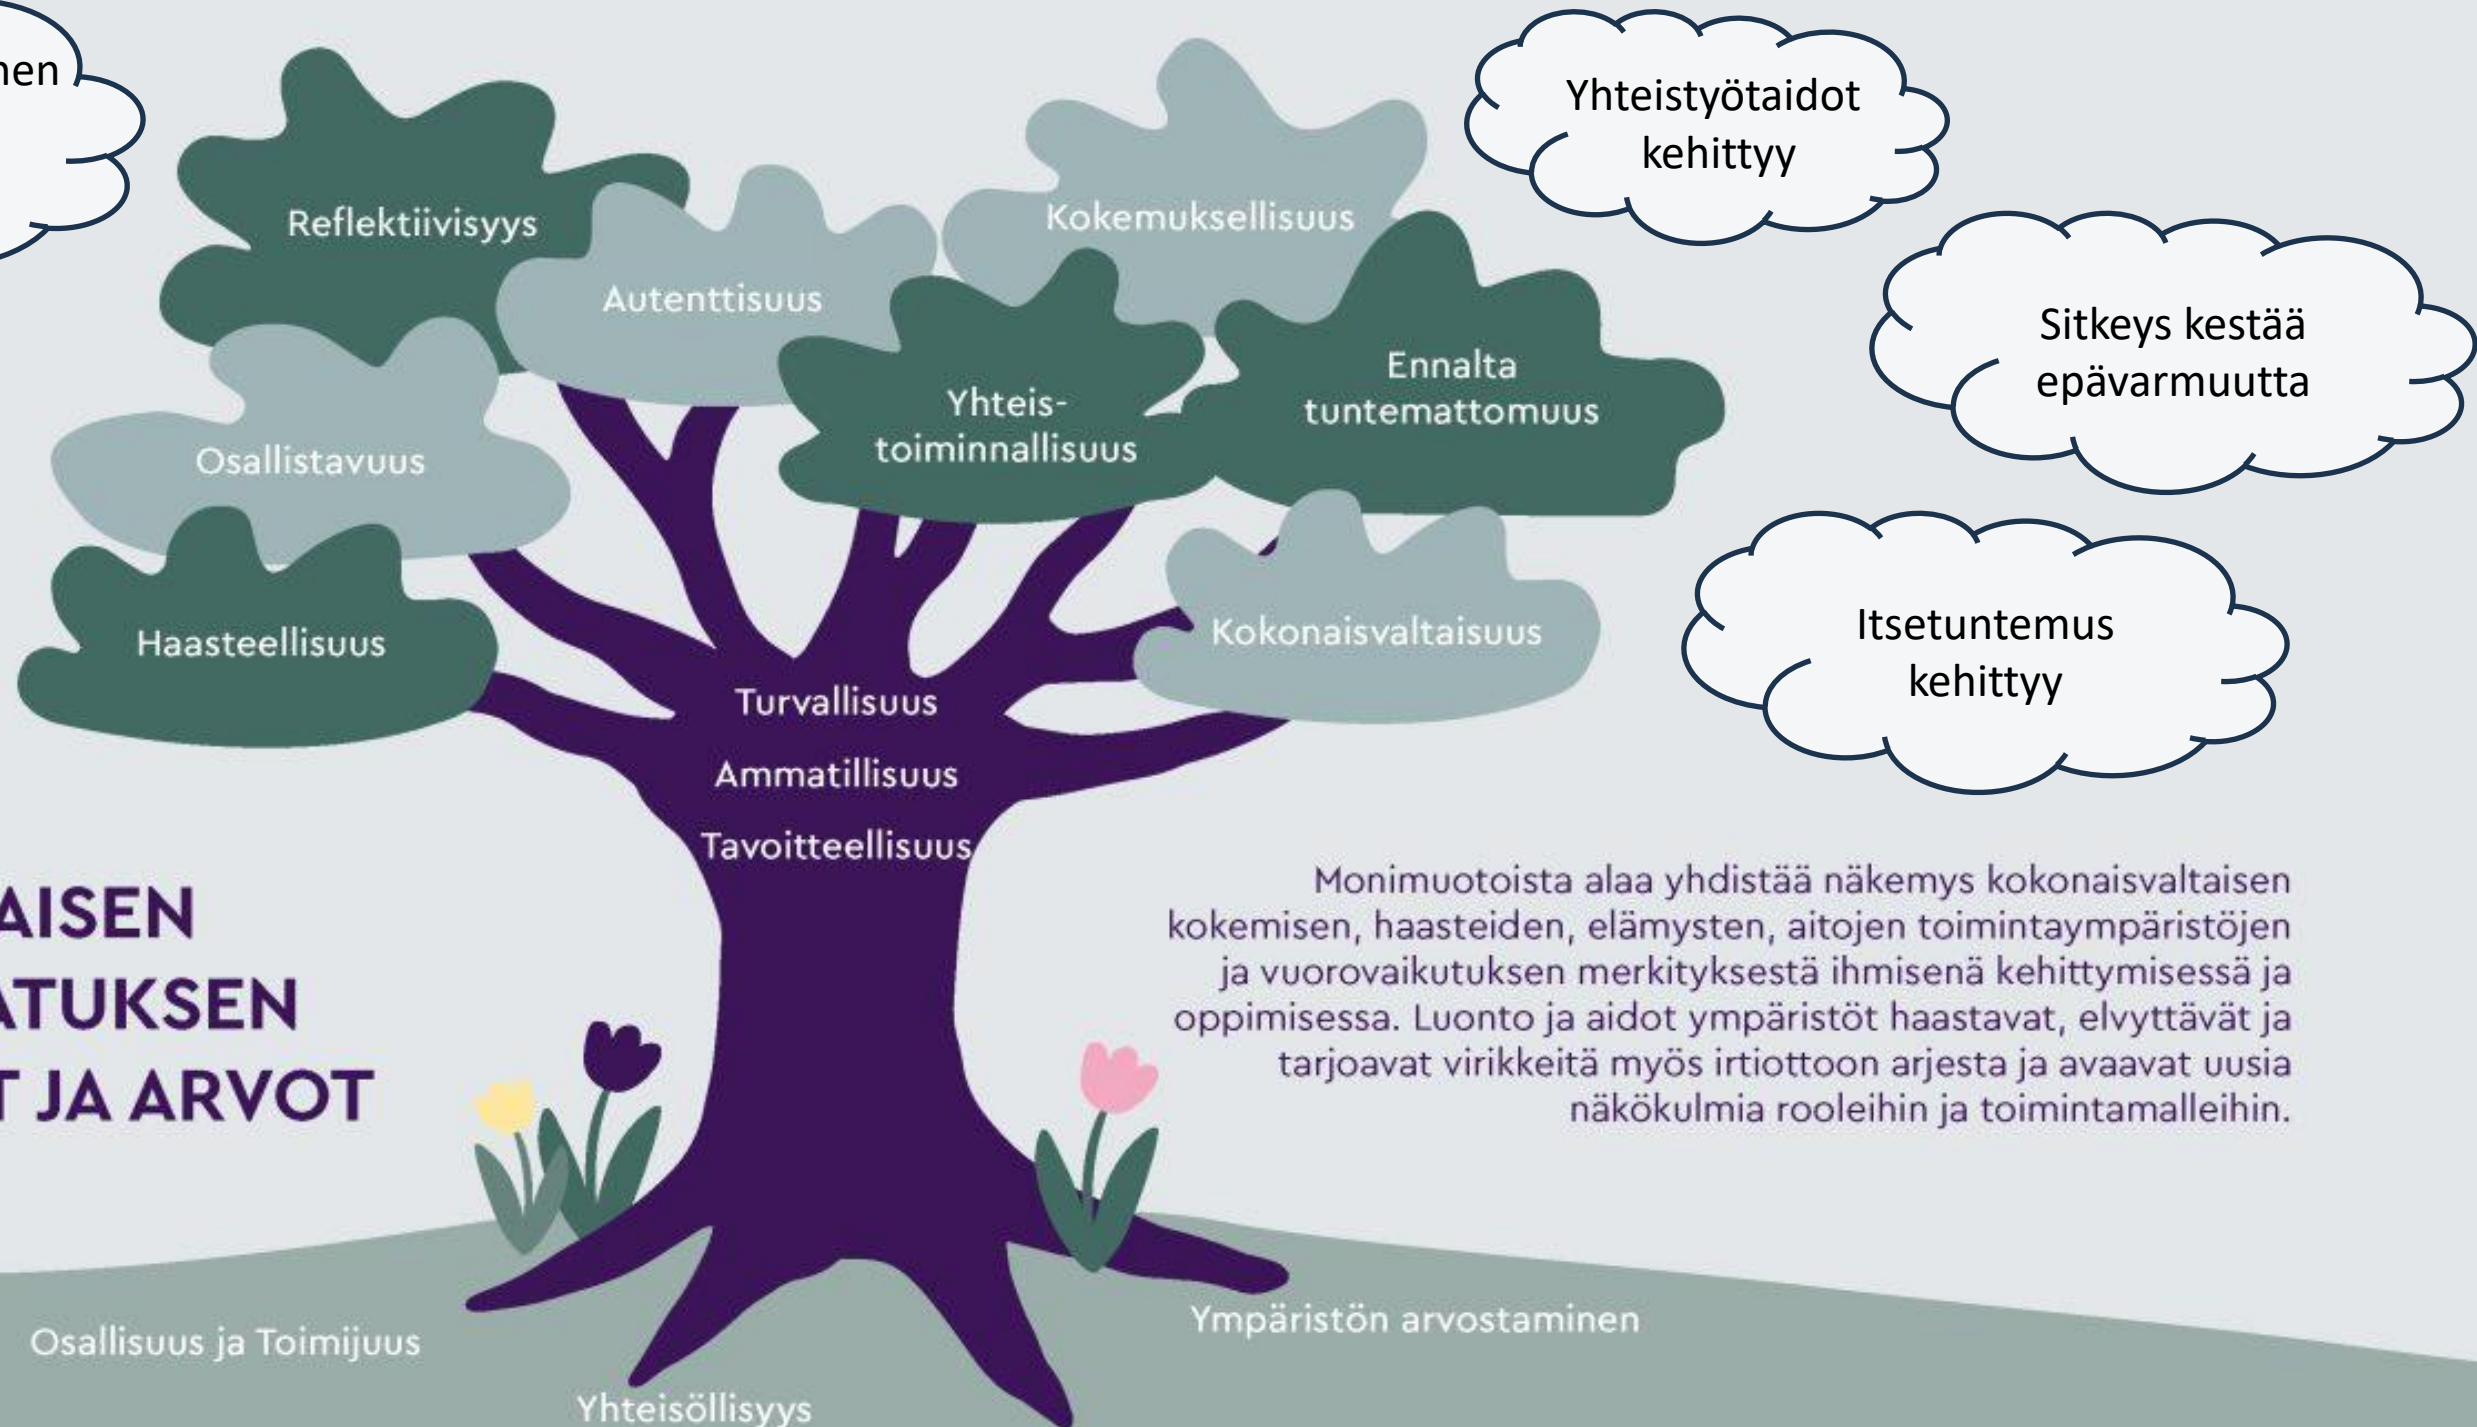 Yhteistyötaidot
kehittyy
Reflektiivisyys
Kokemuksellisuus
Autenttisuus
Sitkeys kestää
epävarmuutta
Ennalta
tuntemattomuus
Yhteis-
toiminnallisuus
Osallistavuus
Haasteellisuus
Kokonaisvaltaisuus
Itsetuntemus
kehittyy
Turvallisuus
Ammatillisuus
Tavoitteellisuus
JA ARVOT
Monimuotoista alaa yhdistää näkemys kokonaisvaltaisen
kokemisen, haasteiden, elämysten, aitojen toimintaympäristöjen
ja vuorovaikutuksen merkityksestä ihmisenä kehittymisessä ja
oppimisessa. Luonto ja aidot ympäristöt haastavat, elvyttävät ja
tarjoavat virikkeitä myös irtiottoon arjesta ja avaavat uusia
näkökulmia rooleihin ja toimintamalleihin.
Osallisuus ja Toimijuus
Ympäristön arvostaminen
Yhteisöllisyys